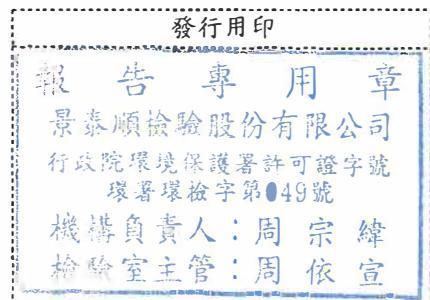 發行用印
報告專用章
景泰順檢驗股份有限公司
行政院環境保護署許可證字號
環署環檢字第049號
機構負責人：周宗緯
檢驗室主管：周依宣